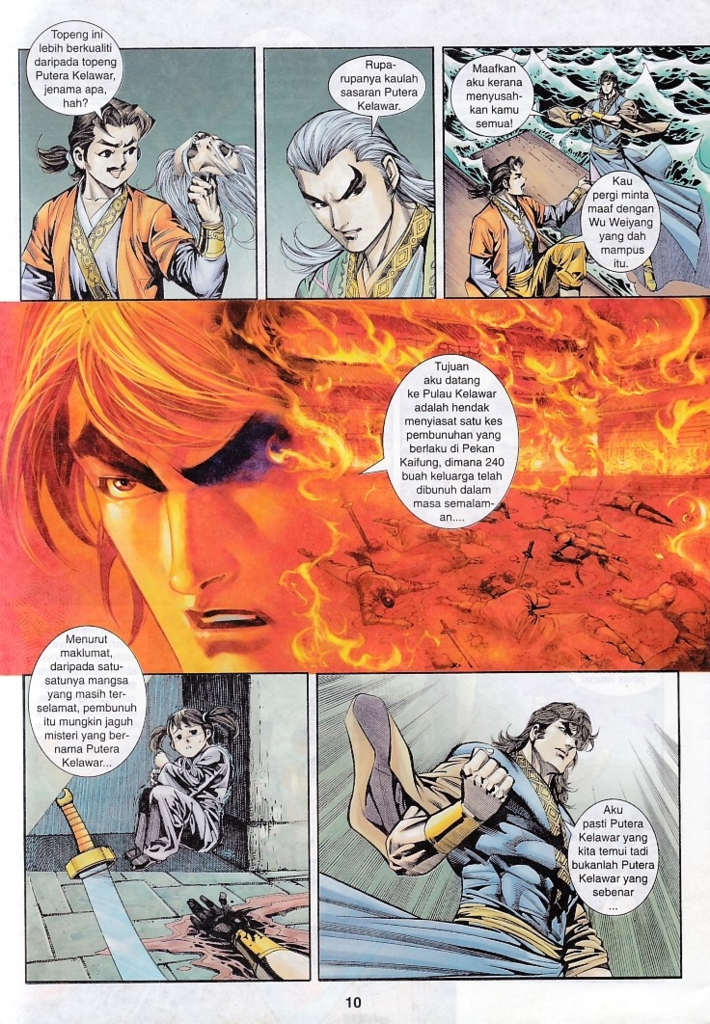 Topeng ini
lebih berkualiti
daripada topeng
Putera Kelawar,
jenama apa,
hah?
Rupa-
rupanya kaulah
sasaran Putera
Kelawar.
Maafkan
aku kerana
menyusah-
kan kamu
semua!
Kau
pergi minta
maaf dengan
Wu Weiyang
yang dah
mampus
itu.
Tujuan
aku datang
ke Pulau Kelawar
adalah hendak
menyiasat satu kes
pembunuhan yang
berlaku di Pekan
Kaifung, dimana 240
buah keluarga telah
dibunuh dalam
masa semalam-
an....
Menurut
maklumat,
daripada satu-
satunya mangsa
yang masih ter-
selamat, pembunuh
itu mungkin jaguh
misteri yang ber-
nama Putera
Kelawar...
Aku
pasti Putera
Kelawar yang
kita temui tadi
bukanlah Putera
Kelawar yang
sebenar
...
10